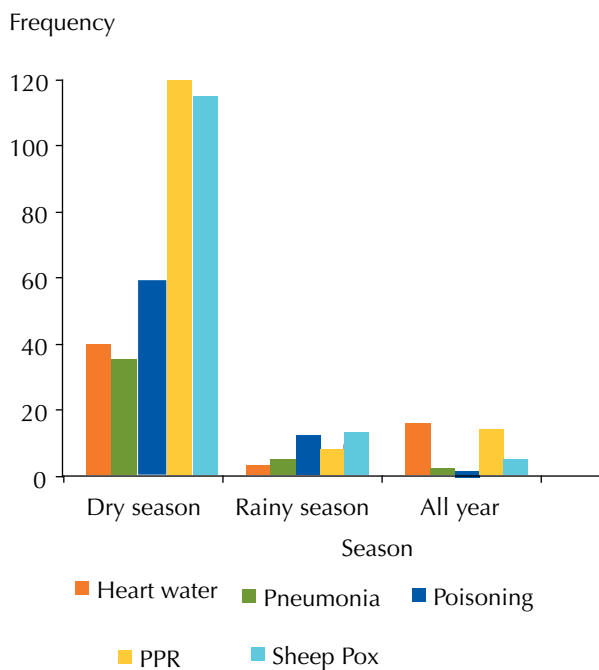 Frequency
120
100
80
60
40
20
0
Dry season Rainy season All year
Season
Heart water Pneumonia Poisoning
PPR Sheep Pox